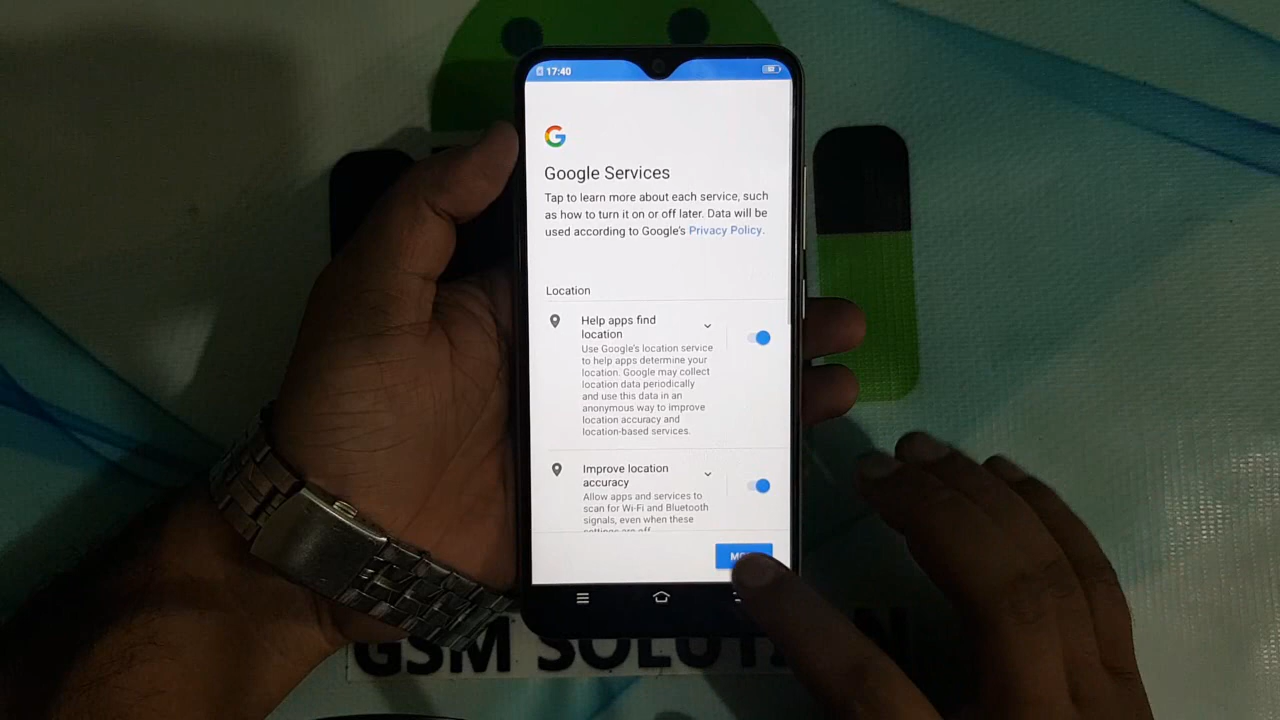 17:40
Google Services
Tap to learn more about each service, such
as how to turn it on or off later. Data will be
used according to Google's Privacy Policy.
Location
Help apps find
location
Use Google's location service
to help apps determine your
location. Google may collect
location data periodically
and use this data in an
anonymous way to improve
location accuracy and
location-based services.
Improve location
accuracy
Allow apps and services to
scan for Wi-Fi and Bluetooth
signals, even when these
settings are off.
GSM